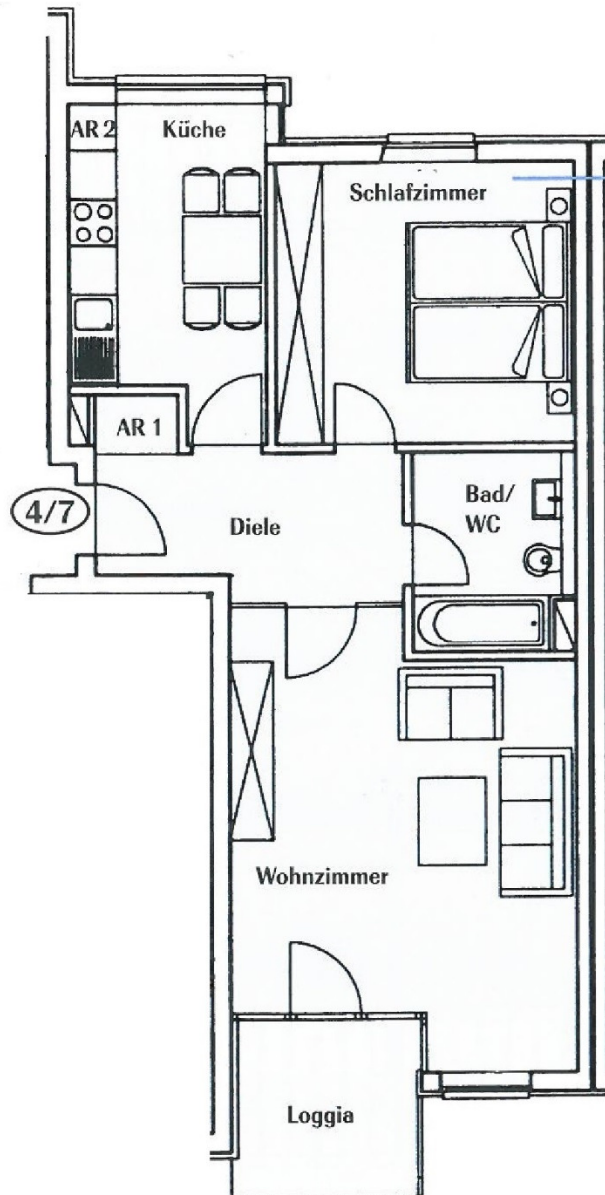 AR 2
Küche
Schlafzimmer
AR 1
4/7
Diele
Bad/
WC
Wohnzimmer
Loggia